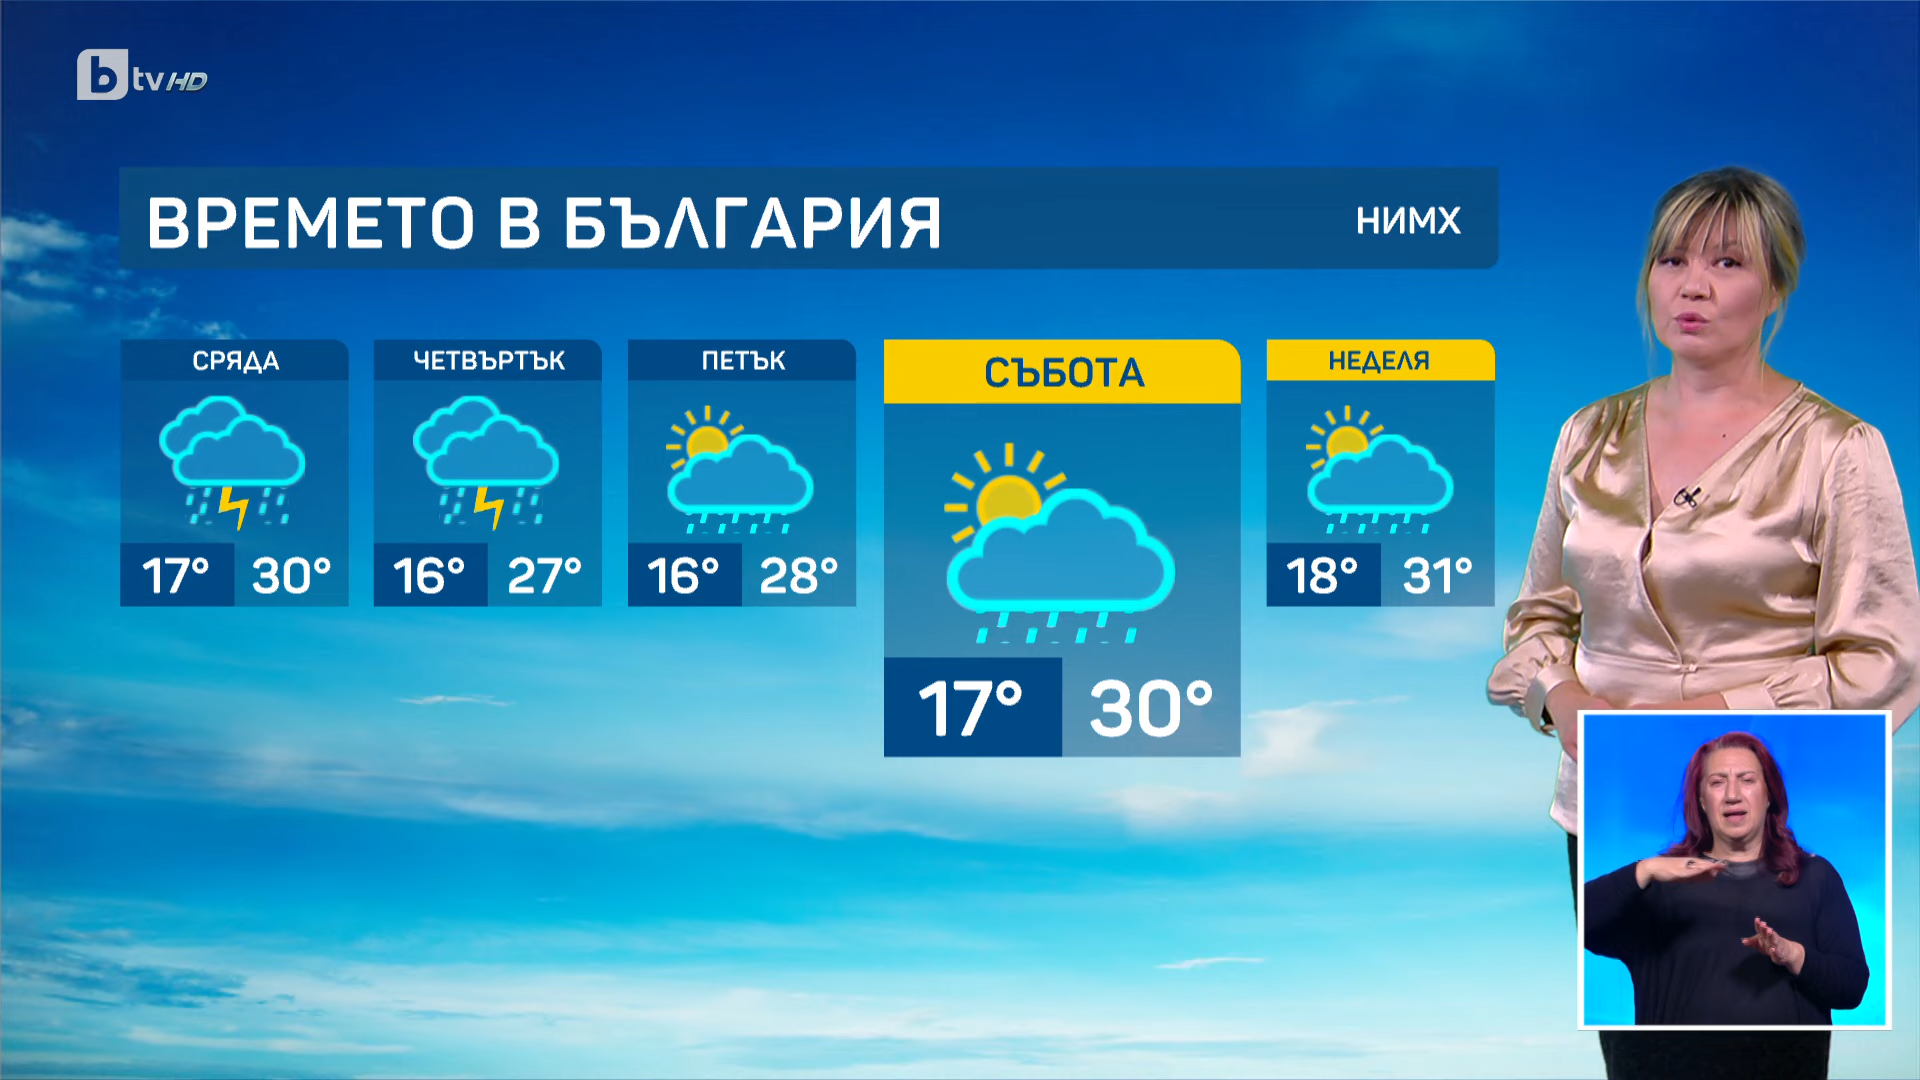 btv HD
ВРЕМЕТО В БЪЛГАРИЯ
НИМХ
СРЯДА
17° 30°
ЧЕТВЪРТЪК
16° 27°
ПЕТЪК
16° 28°
СЪБОТА
17° 30°
НЕДЕЛЯ
18° 31°